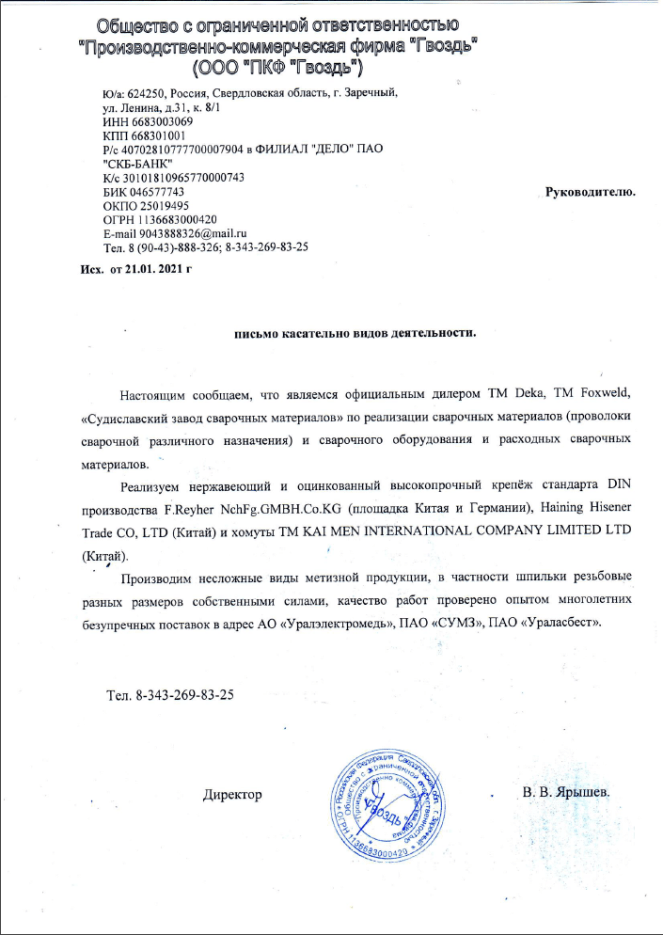 Общество с ограниченной ответственностью
"Производственно-коммерческая фирма "Гвоздь"
(ООО "ПКФ "Гвоздь")
Ю/а: 624250, Россия, Свердловская область, г. Заречный,
ул. Ленина, д.31, к. 8/1
ИНН 6683003069
КПП 668301001
Р/с 40702810777700007904 в ФИЛИАЛ "ДЕЛО" ПАО
"СКБ-БАНК"
К/с 30101810965770000743
БИК 046577743
ОКПО 25019495
ОГРН 1136683000420
E-mail 9043888326@mail.ru
Тел. 8 (90-43)-888-326; 8-343-269-83-25
Руководителю.
Исх. от 21.01. 2021 г
письмо касательно видов деятельности.
Настоящим сообщаем, что являемся официальным дилером ТМ Deka, ТМ Foxweld,
«Судиславский завод сварочных материалов» по реализации сварочных материалов (проволоки
сварочной различного назначения) и сварочного оборудования и расходных сварочных
материалов.
Реализуем нержавеющий и оцинкованный высокопрочный крепёж стандарта DIN
производства F.Reyher NchFg.GMBH.Co.KG (площадка Китая и Германии), Haining Hisener
Trade CO, LTD (Китай) и хомуты ТМ KAI MEN INTERNATIONAL COMPANY LIMITED LTD
(Китай).
Производим несложные виды метизной продукции, в частности шпильки резьбовые
разных размеров собственными силами, качество работ проверено опытом многолетних
безупречных поставок в адрес АО «Уралэлектромедь», ПАО «СУМЗ», ПАО «Ураласбест».
Тел. 8-343-269-83-25
Директор
В. В. Ярышев.
Российская Федерация Свердловская обл. г. Заречный
ОГРН 1136683000420
Общество с ограниченной ответственностью
"Производственно коммерческая фирма
"Гвоздь"